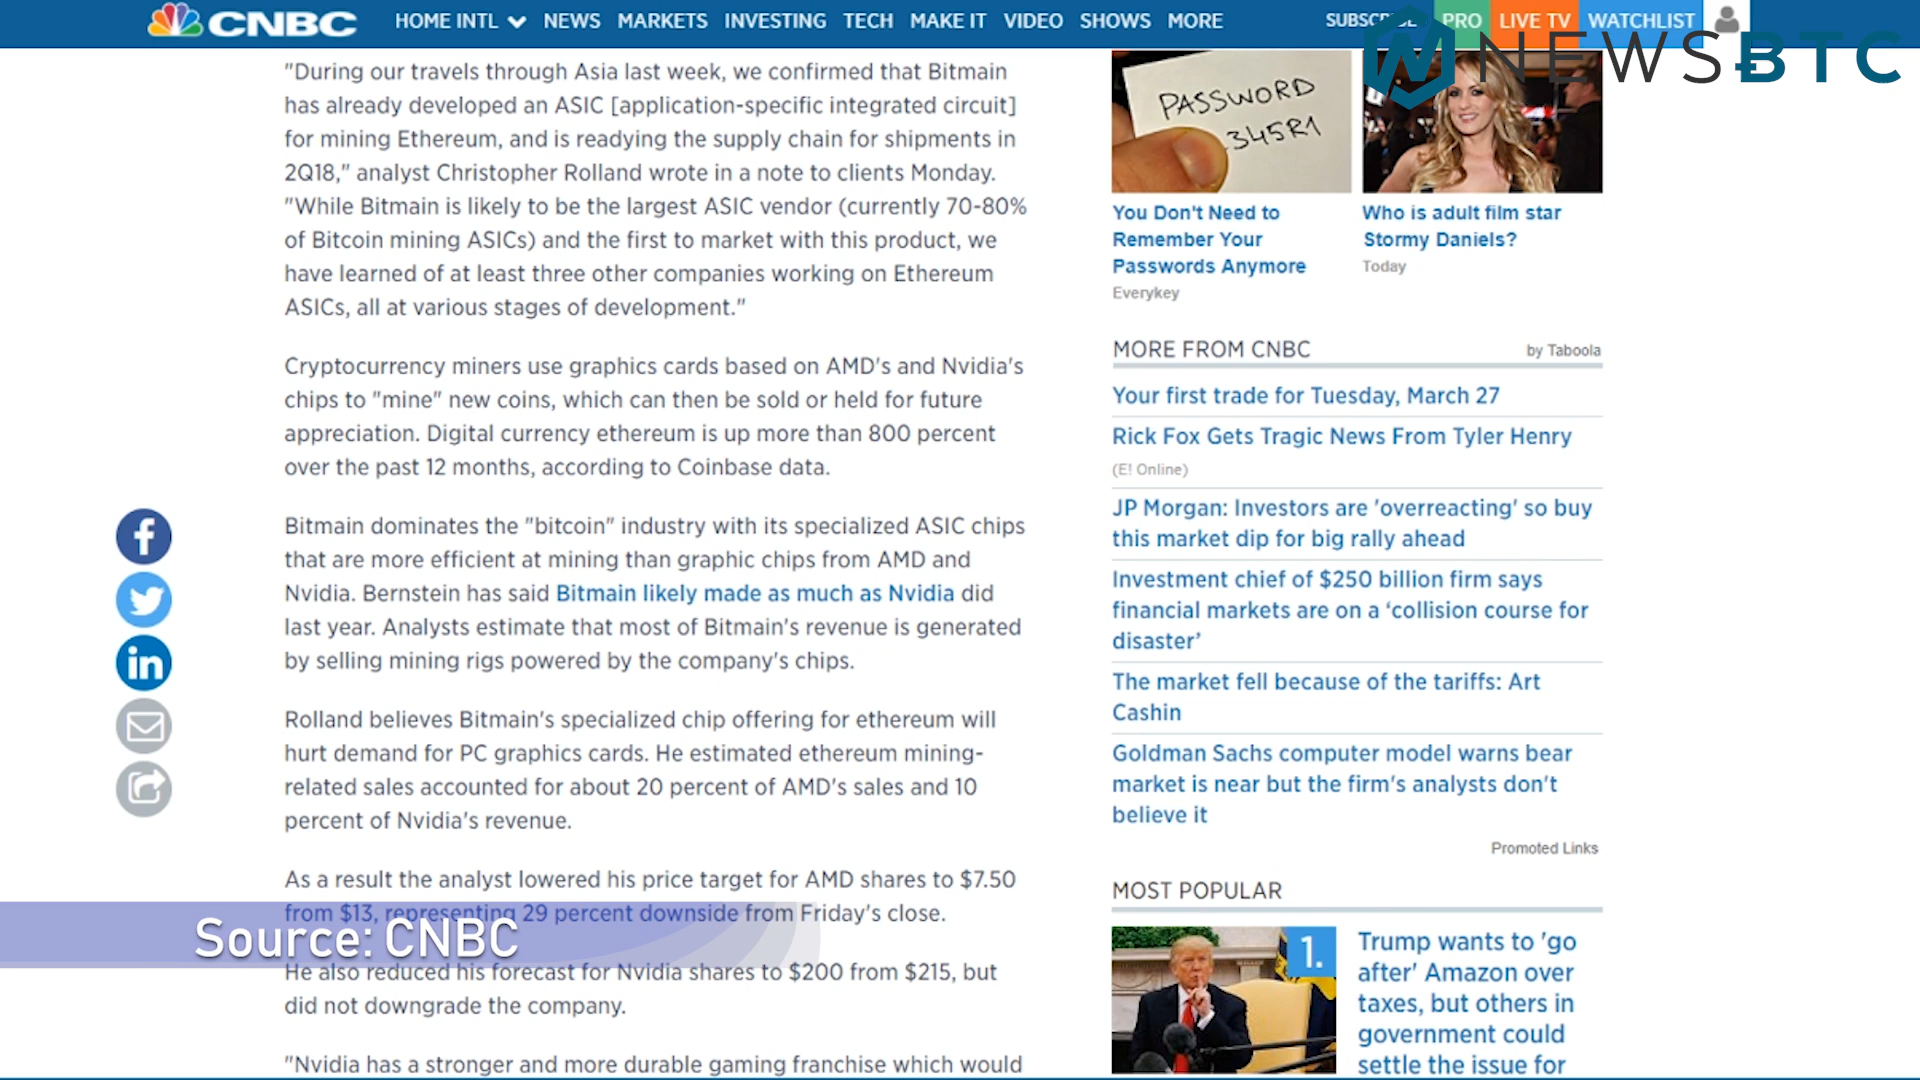 CNBC
HOME INTL NEWS MARKETS INVESTING TECH MAKE IT VIDEO SHOWS MORE
PRO LIVE TV WATCHLIST
NEWSBTC
"During our travels through Asia last week, we confirmed that Bitmain
has already developed an ASIC [application-specific integrated circuit]
for mining Ethereum, and is readying the supply chain for shipments in
2Q18," analyst Christopher Rolland wrote in a note to clients Monday.
"While Bitmain is likely to be the largest ASIC vendor (currently 70-80%
of Bitcoin mining ASICs) and the first to market with this product, we
have learned of at least three other companies working on Ethereum
ASICs, all at various stages of development."
Cryptocurrency miners use graphics cards based on AMD's and Nvidia's
chips to "mine" new coins, which can then be sold or held for future
appreciation. Digital currency ethereum is up more than 800 percent
over the past 12 months, according to Coinbase data.
Bitmain dominates the "bitcoin" industry with its specialized ASIC chips
that are more efficient at mining than graphic chips from AMD and
Nvidia. Bernstein has said Bitmain likely made as much as Nvidia did
last year. Analysts estimate that most of Bitmain's revenue is generated
by selling mining rigs powered by the company's chips.
Rolland believes Bitmain's specialized chip offering for ethereum will
hurt demand for PC graphics cards. He estimated ethereum mining-
related sales accounted for about 20 percent of AMD's sales and 10
percent of Nvidia's revenue.
As a result the analyst lowered his price target for AMD shares to $7.50
from $13, representing 29 percent downside from Friday's close.
Source: CNBC
He also reduced his forecast for Nvidia shares to $200 from $215, but
did not downgrade the company.
"Nvidia has a stronger and more durable gaming franchise which would
PASSWORD
345R1
You Don't Need to
Remember Your
Passwords Anymore
Everykey
Who is adult film star
Stormy Daniels?
Today
MORE FROM CNBC
by Taboola
Your first trade for Tuesday, March 27
Rick Fox Gets Tragic News From Tyler Henry
(E! Online)
JP Morgan: Investors are 'overreacting' so buy
this market dip for big rally ahead
Investment chief of $250 billion firm says
financial markets are on a ‘collision course for
disaster’
The market fell because of the tariffs: Art
Cashin
Goldman Sachs computer model warns bear
market is near but the firm's analysts don't
believe it
Promoted Links
MOST POPULAR
1.
Trump wants to 'go
after' Amazon over
taxes, but others in
government could
settle the issue for